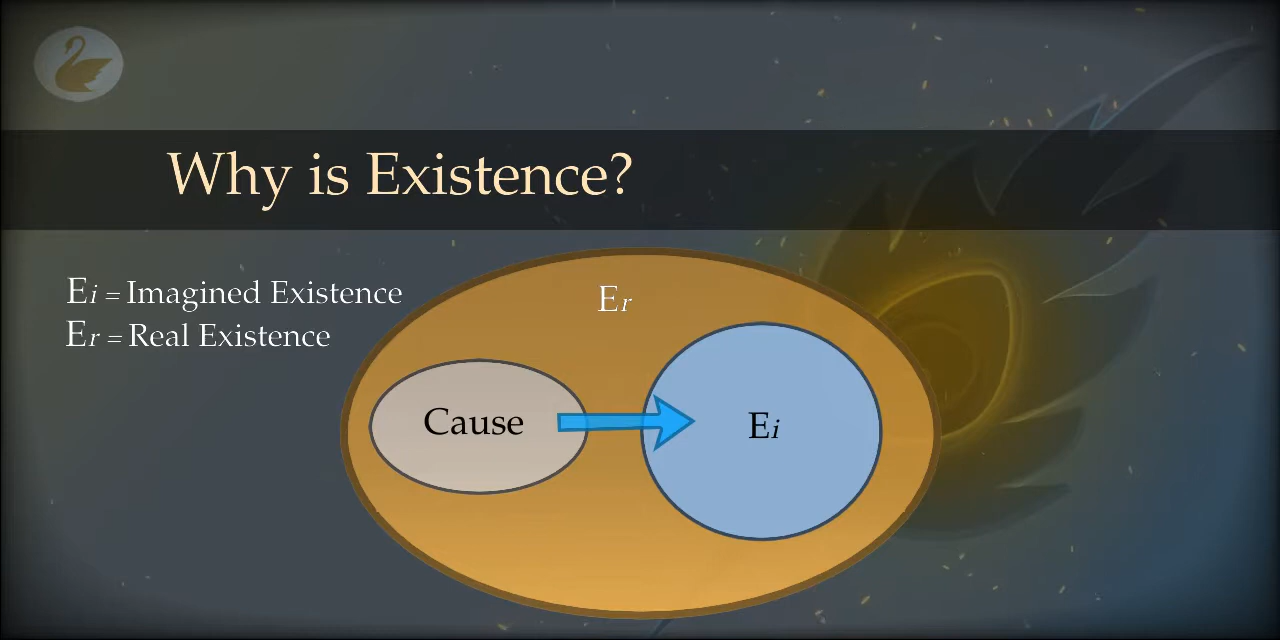 Why is Existence?
Ei = Imagined Existence
Er = Real Existence
Er
Cause
Ei